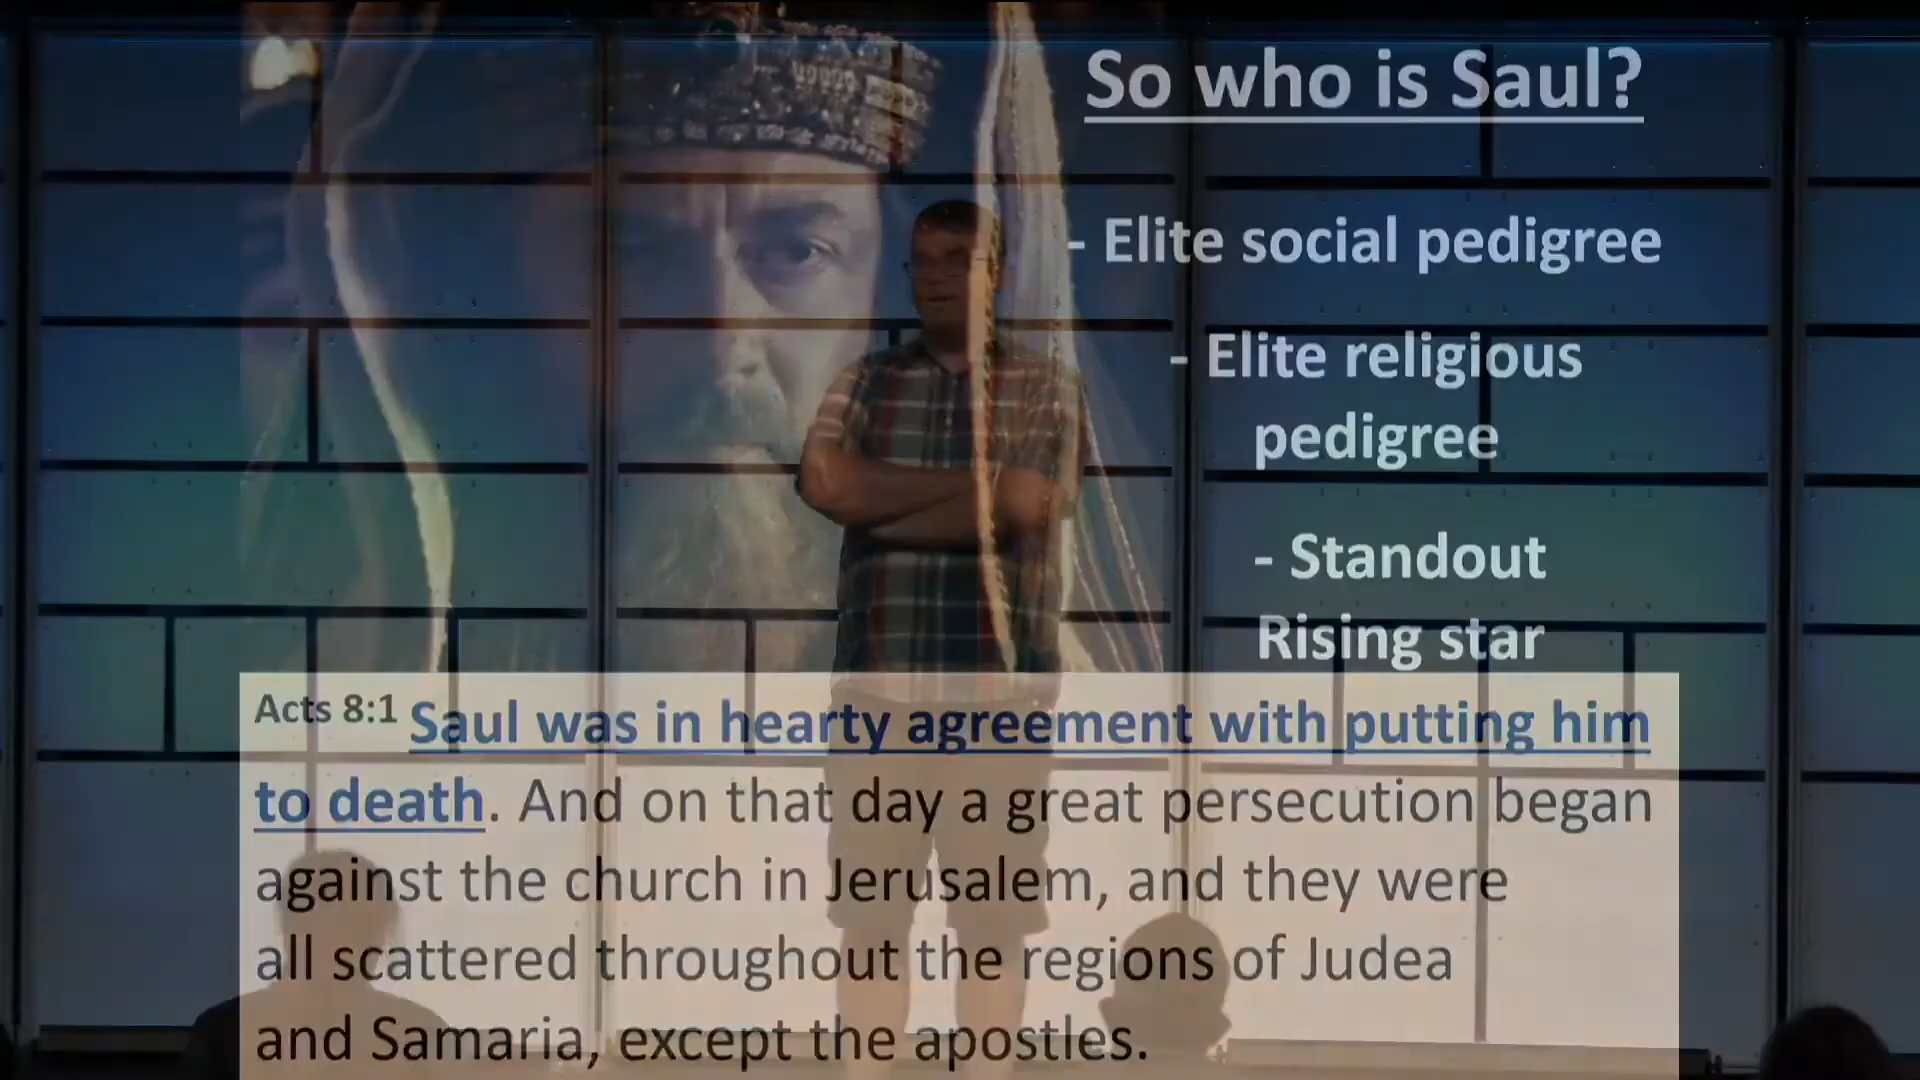 So who is Saul?
- Elite social pedigree
- Elite religious
pedigree
- Standout
Rising star
Acts 8:1 Saul was in hearty agreement with putting him
to death. And on that day a great persecution began
against the church in Jerusalem, and they were
all scattered throughout the regions of Judea
and Samaria, except the apostles.